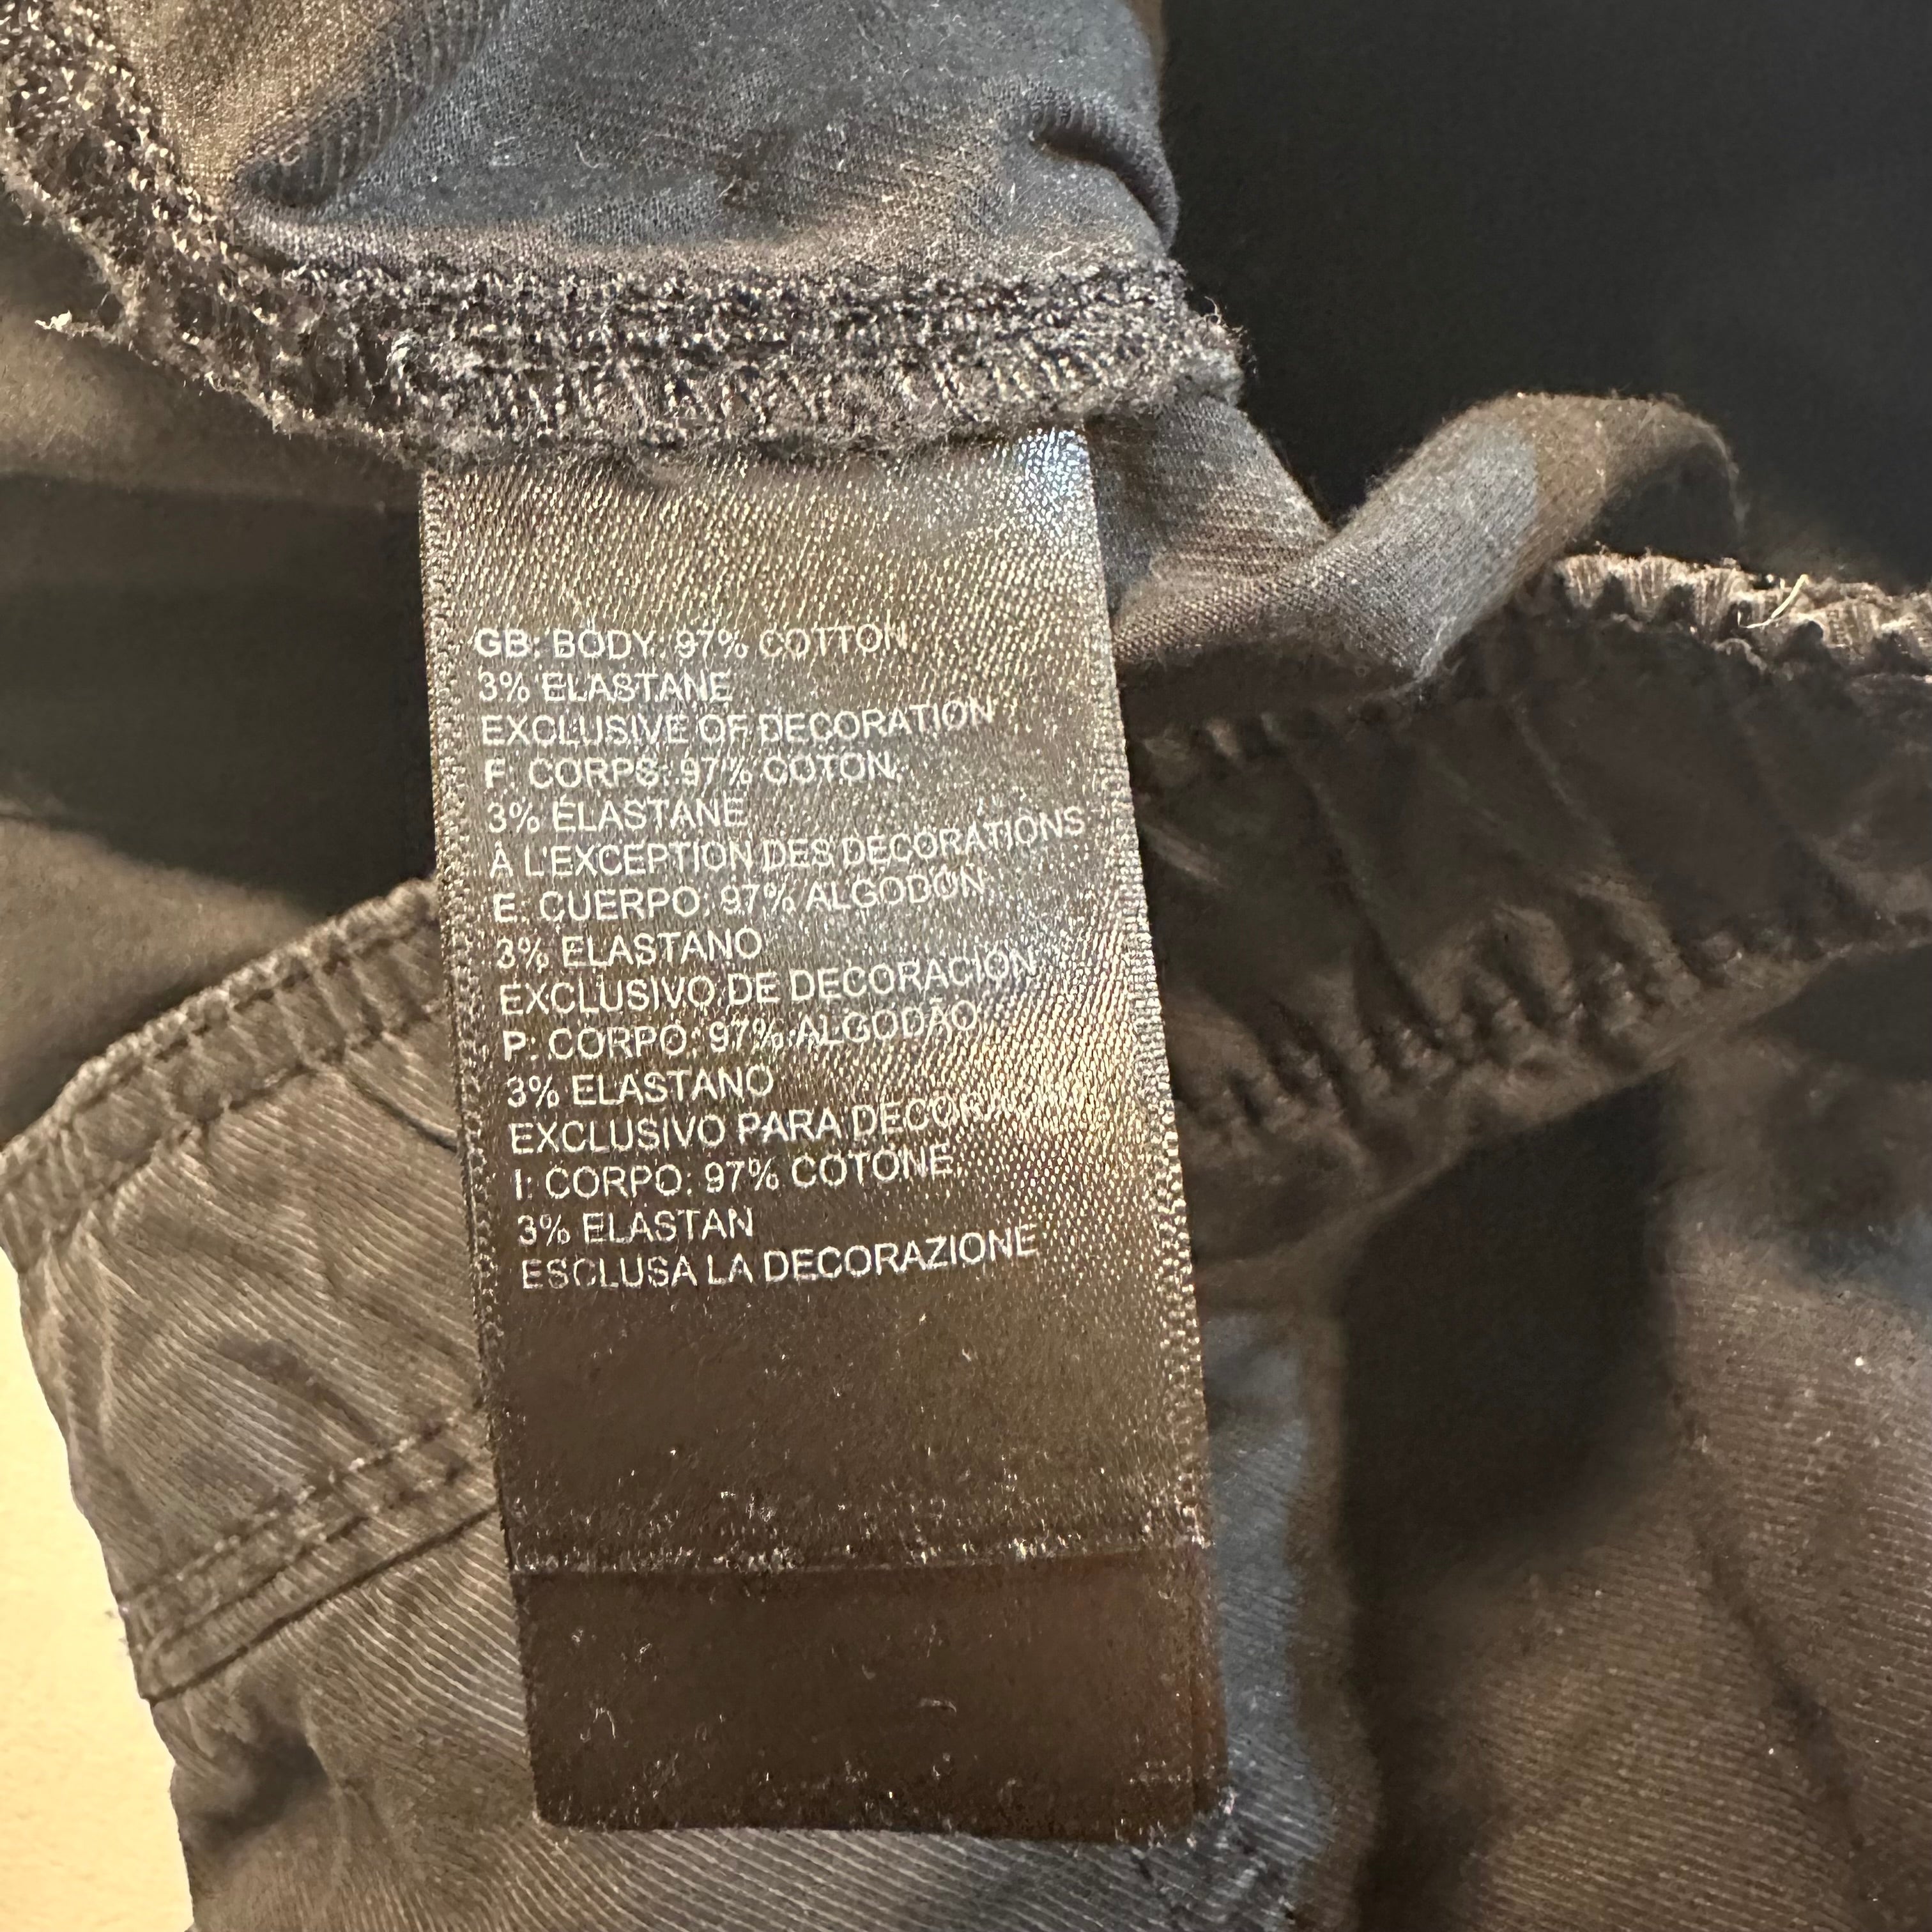 GB: BODY: 97% COTTON,
3% ELASTANE
EXCLUSIVE OF DECORATION
F: CORPS: 97% COTON,
3% ÉLASTANE
À L'EXCEPTION DES DÉCORATIONS
E: CUERPO: 97% ALGODÓN,
3% ELASTANO
EXCLUSIVO DE DECORACIÓN
P: CORPO: 97% ALGODÃO,
3% ELASTANO
EXCLUSIVO PARA
I: CORPO: 97% COTONE,
3% ELASTAN
ESCLUSA LA DECORAZIONE